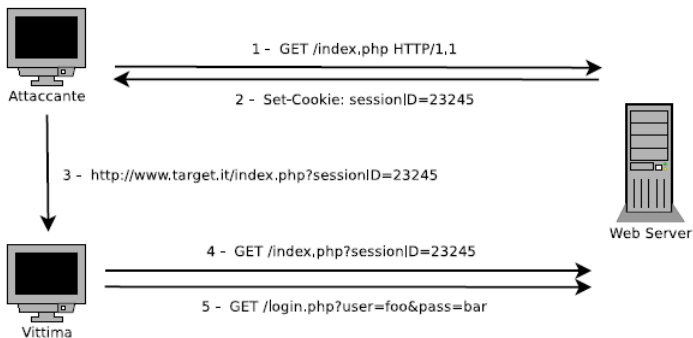 1 - GET /index.php HTTP/1.1
Attaccante
2 - Set-Cookie: sessionID=23245
3 - http://www.target.it/index.php?sessionID=23245
Web Server
4 - GET /index.php?sessionID=23245
5 - GET /login.php?user=foo&pass=bar
Vittima